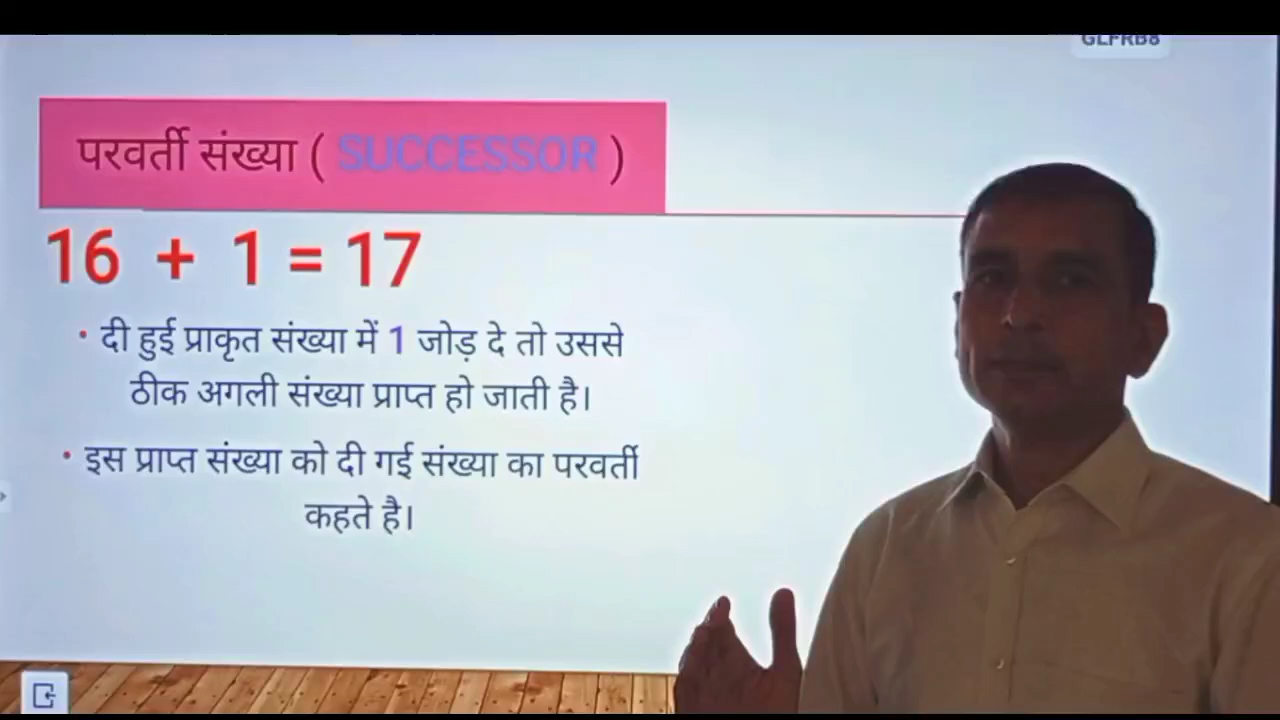 GLFRB8
परवर्ती संख्या ( SUCCESSOR )
16 + 1 = 17
• दी हुई प्राकृत संख्या में 1 जोड़ दे तो उससे
ठीक अगली संख्या प्राप्त हो जाती है।
• इस प्राप्त संख्या को दी गई संख्या का परवर्ती
कहते है।